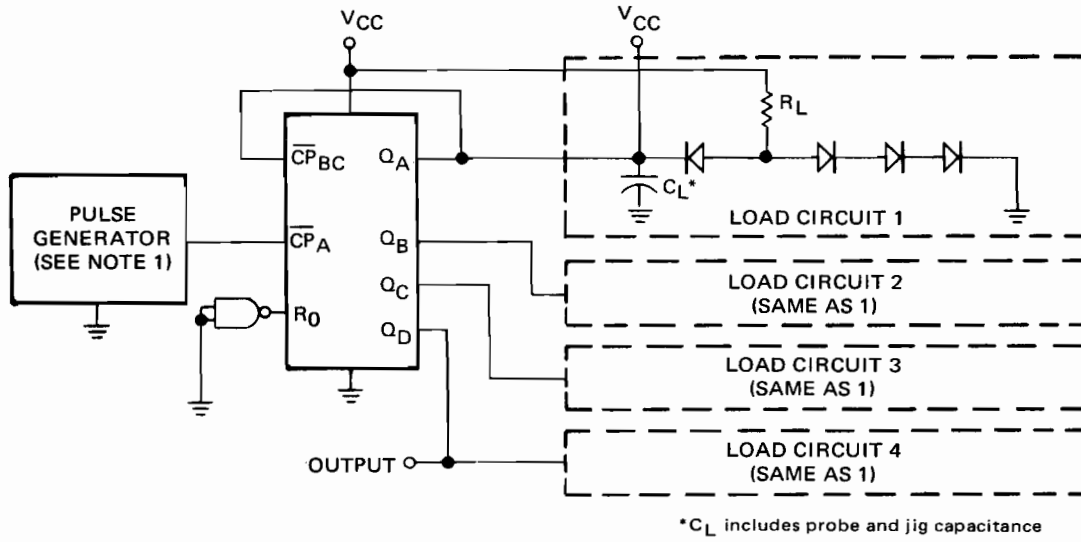 VCC
VCC
RL
CPBC
QA
CL*
LOAD CIRCUIT 1
PULSE
GENERATOR
(SEE NOTE 1)
CPA
QB
QC
R0
QD
LOAD CIRCUIT 2
(SAME AS 1)
LOAD CIRCUIT 3
(SAME AS 1)
OUTPUT
LOAD CIRCUIT 4
(SAME AS 1)
*CL includes probe and jig capacitance